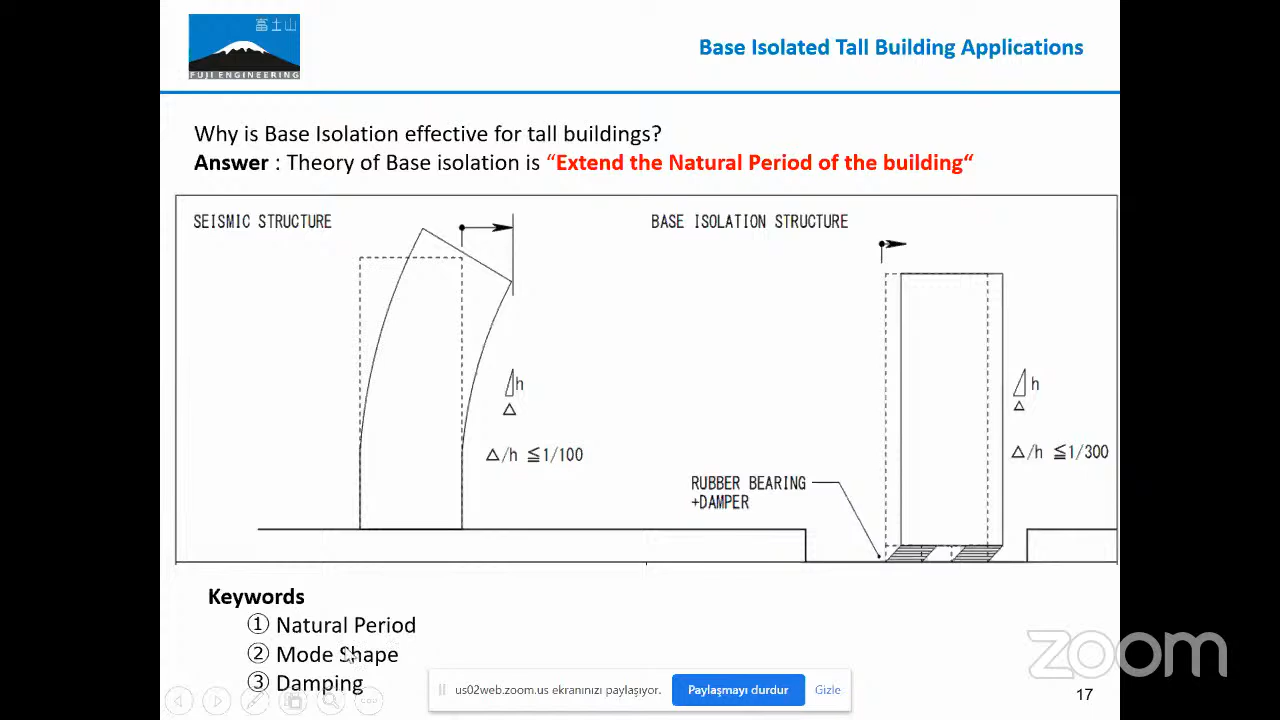 富士山
FUJI ENGINEERING
Base Isolated Tall Building Applications
Why is Base Isolation effective for tall buildings?
Answer : Theory of Base isolation is “Extend the Natural Period of the building“
SEISMIC STRUCTURE
BASE ISOLATION STRUCTURE
h
△
△/h ≦1/100
h
△
△/h ≦1/300
RUBBER BEARING
+DAMPER
Keywords
① Natural Period
② Mode Shape
③ Damping
zoom
us02web.zoom.us ekranınızı paylaşıyor.
Paylaşmayı durdur
Gizle
17